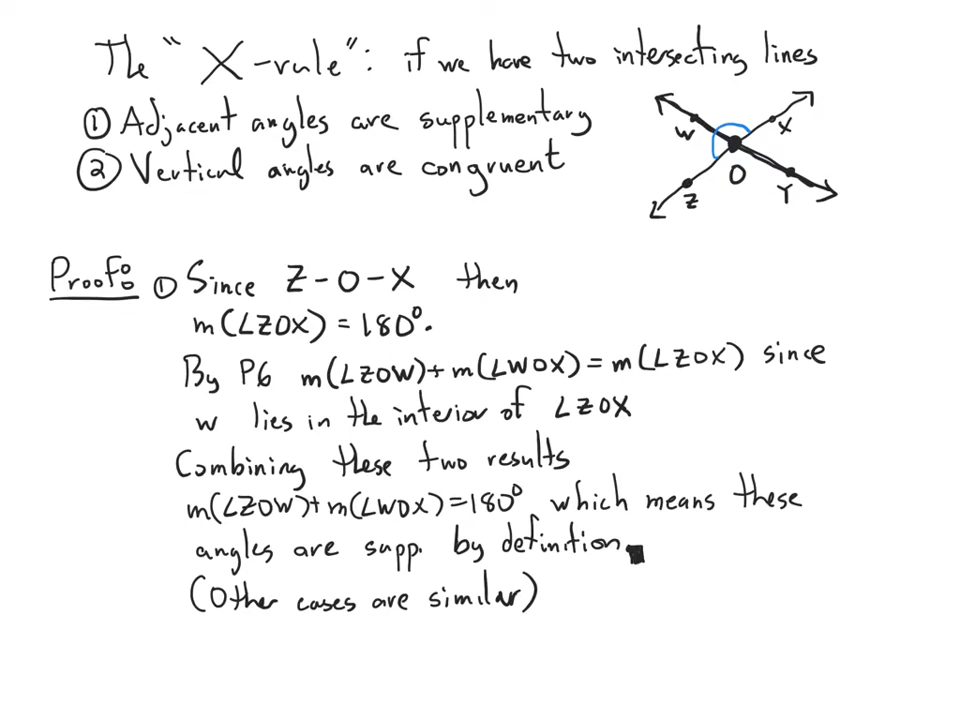 The "X-rule": if we have two intersecting lines
① Adjacent angles are supplementary
② Vertical angles are congruent
W X
O
Z Y
Proof: ① Since Z-O-X then
m(∠ZOX) = 180°.
By P6 m(∠ZOW)+m(∠WOX)=m(∠ZOX) since
W lies in the interior of ∠ZOX
Combining these two results
m(∠ZOW)+m(∠WOX)=180° which means these
angles are supp. by definition.
(Other cases are similar)